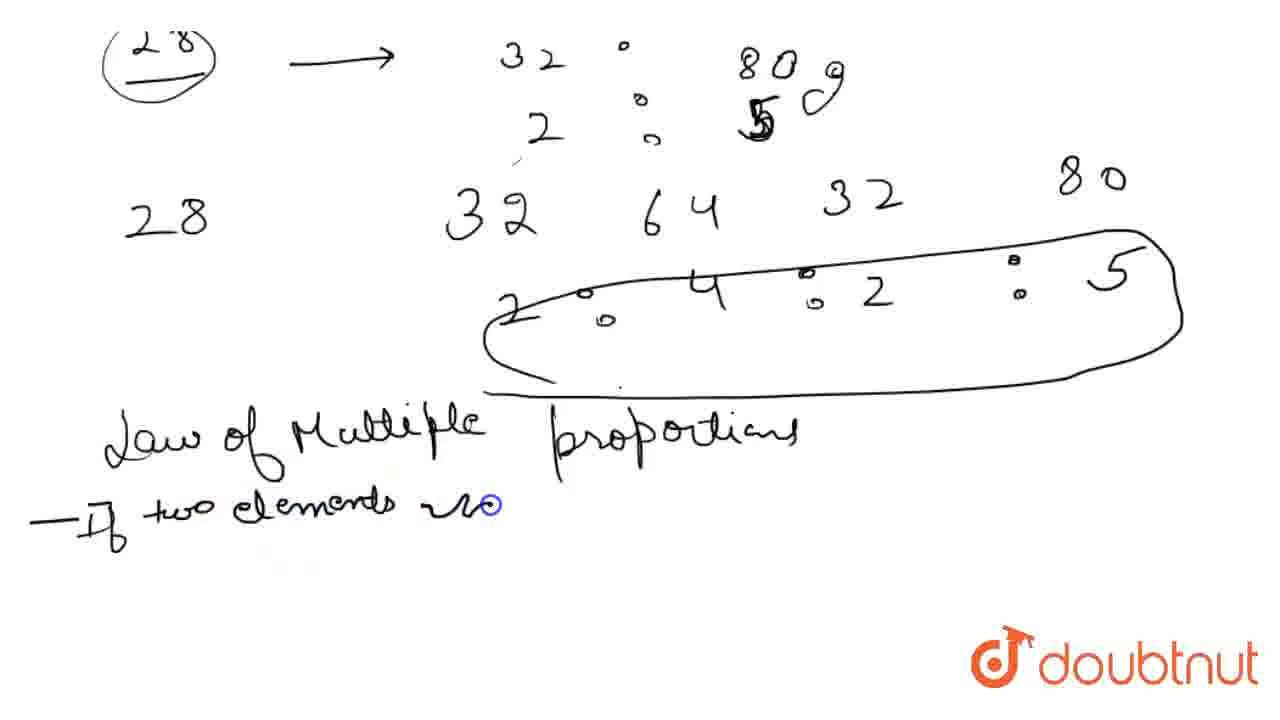 28 → 32 : 80 g
2 : 5
28 32 64 32 80
2 : 4 : 2 : 5
Law of Multiple proportions
— If two elements
doubtnut